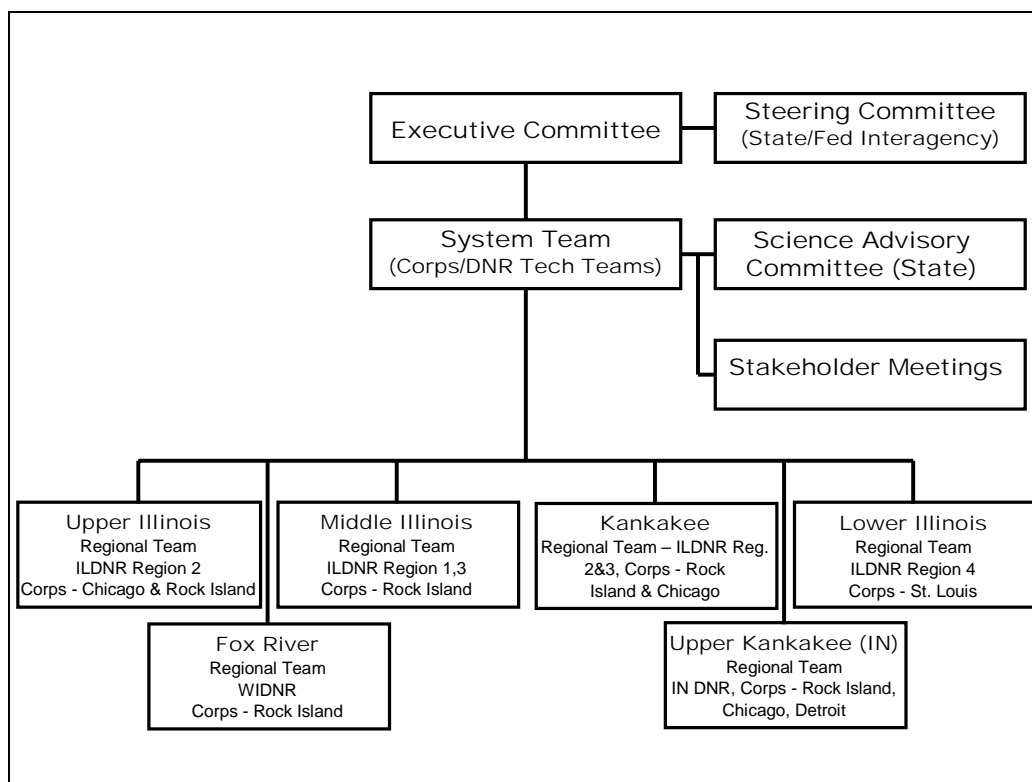 Executive Committee
Steering Committee
(State/Fed Interagency)
System Team
(Corps/DNR Tech Teams)
Science Advisory
Committee (State)
Stakeholder Meetings
Upper Illinois
Regional Team
ILDNR Region 2
Corps - Chicago & Rock Island
Middle Illinois
Regional Team
ILDNR Region 1,3
Corps - Rock Island
Kankakee
Regional Team – ILDNR Reg.
2&3, Corps - Rock
Island & Chicago
Lower Illinois
Regional Team
ILDNR Region 4
Corps - St. Louis
Fox River
Regional Team
WIDNR
Corps - Rock Island
Upper Kankakee (IN)
Regional Team
IN DNR, Corps - Rock Island,
Chicago, Detroit